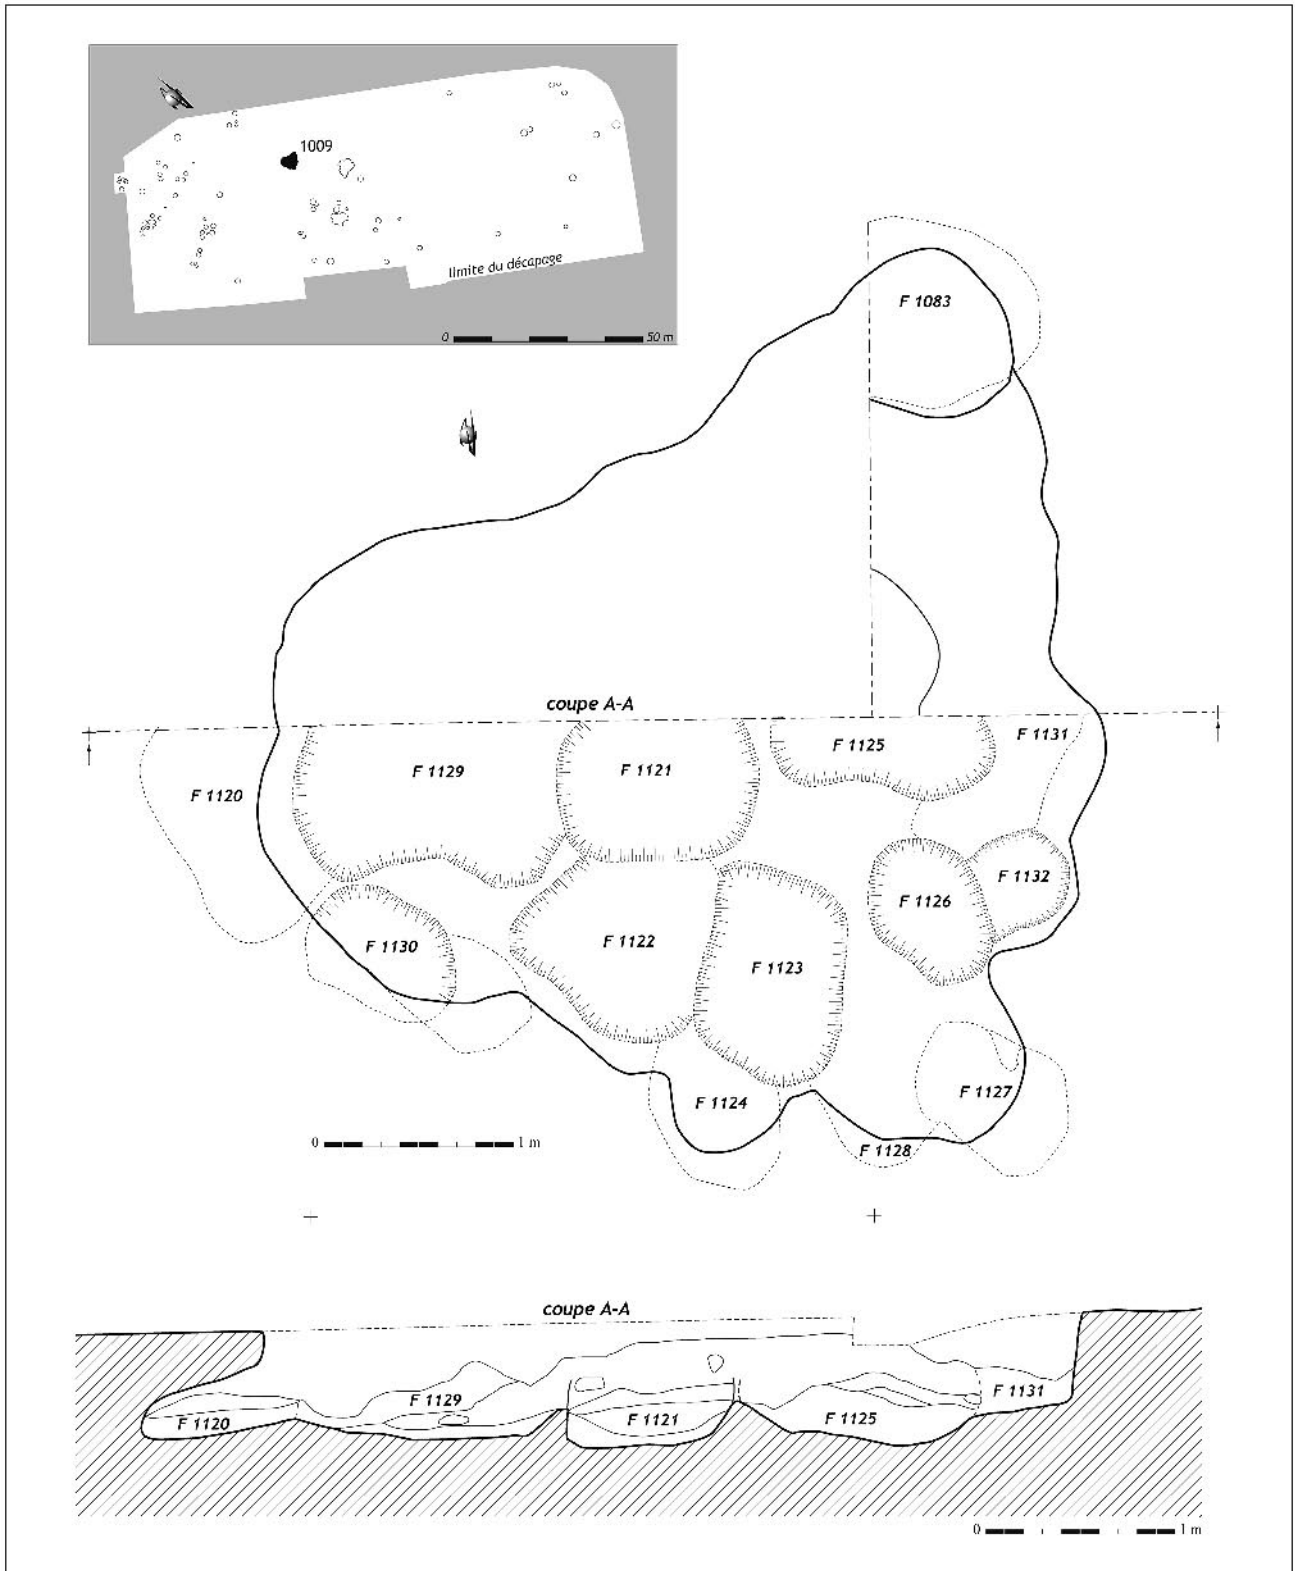 1009
limite du décapage
0 50 m
F 1083
coupe A-A
F 1131
F 1125
F 1129
F 1121
F 1120
F 1132
F 1126
F 1130
F 1122
F 1123
F 1127
F 1124
0 1 m
F 1128
coupe A-A
F 1129
F 1131
F 1120
F 1121
F 1125
0 1 m